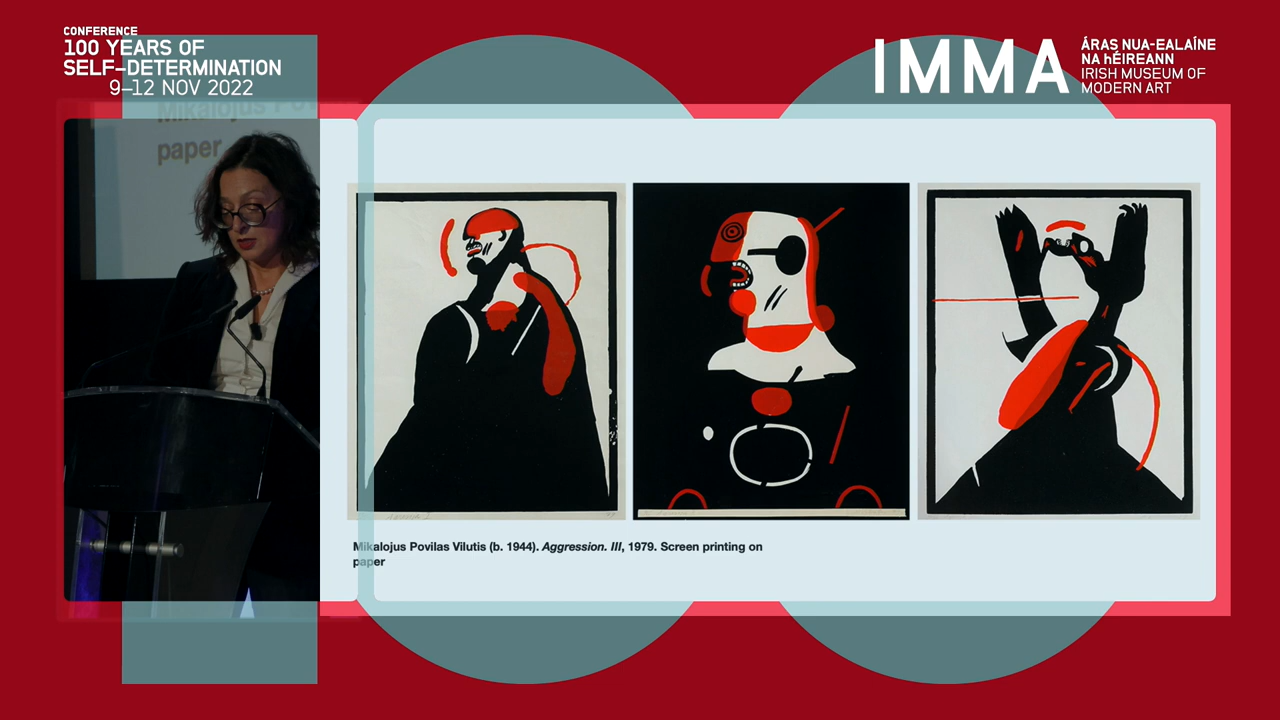 CONFERENCE
100 YEARS OF
SELF–DETERMINATION
9–12 NOV 2022
IMMA
ÁRAS NUA-EALAÍNE
NA hÉIREANN
IRISH MUSEUM OF
MODERN ART
Mikalojus
paper
Mikalojus Povilas Vilutis (b. 1944). Aggression. III, 1979. Screen printing on
paper